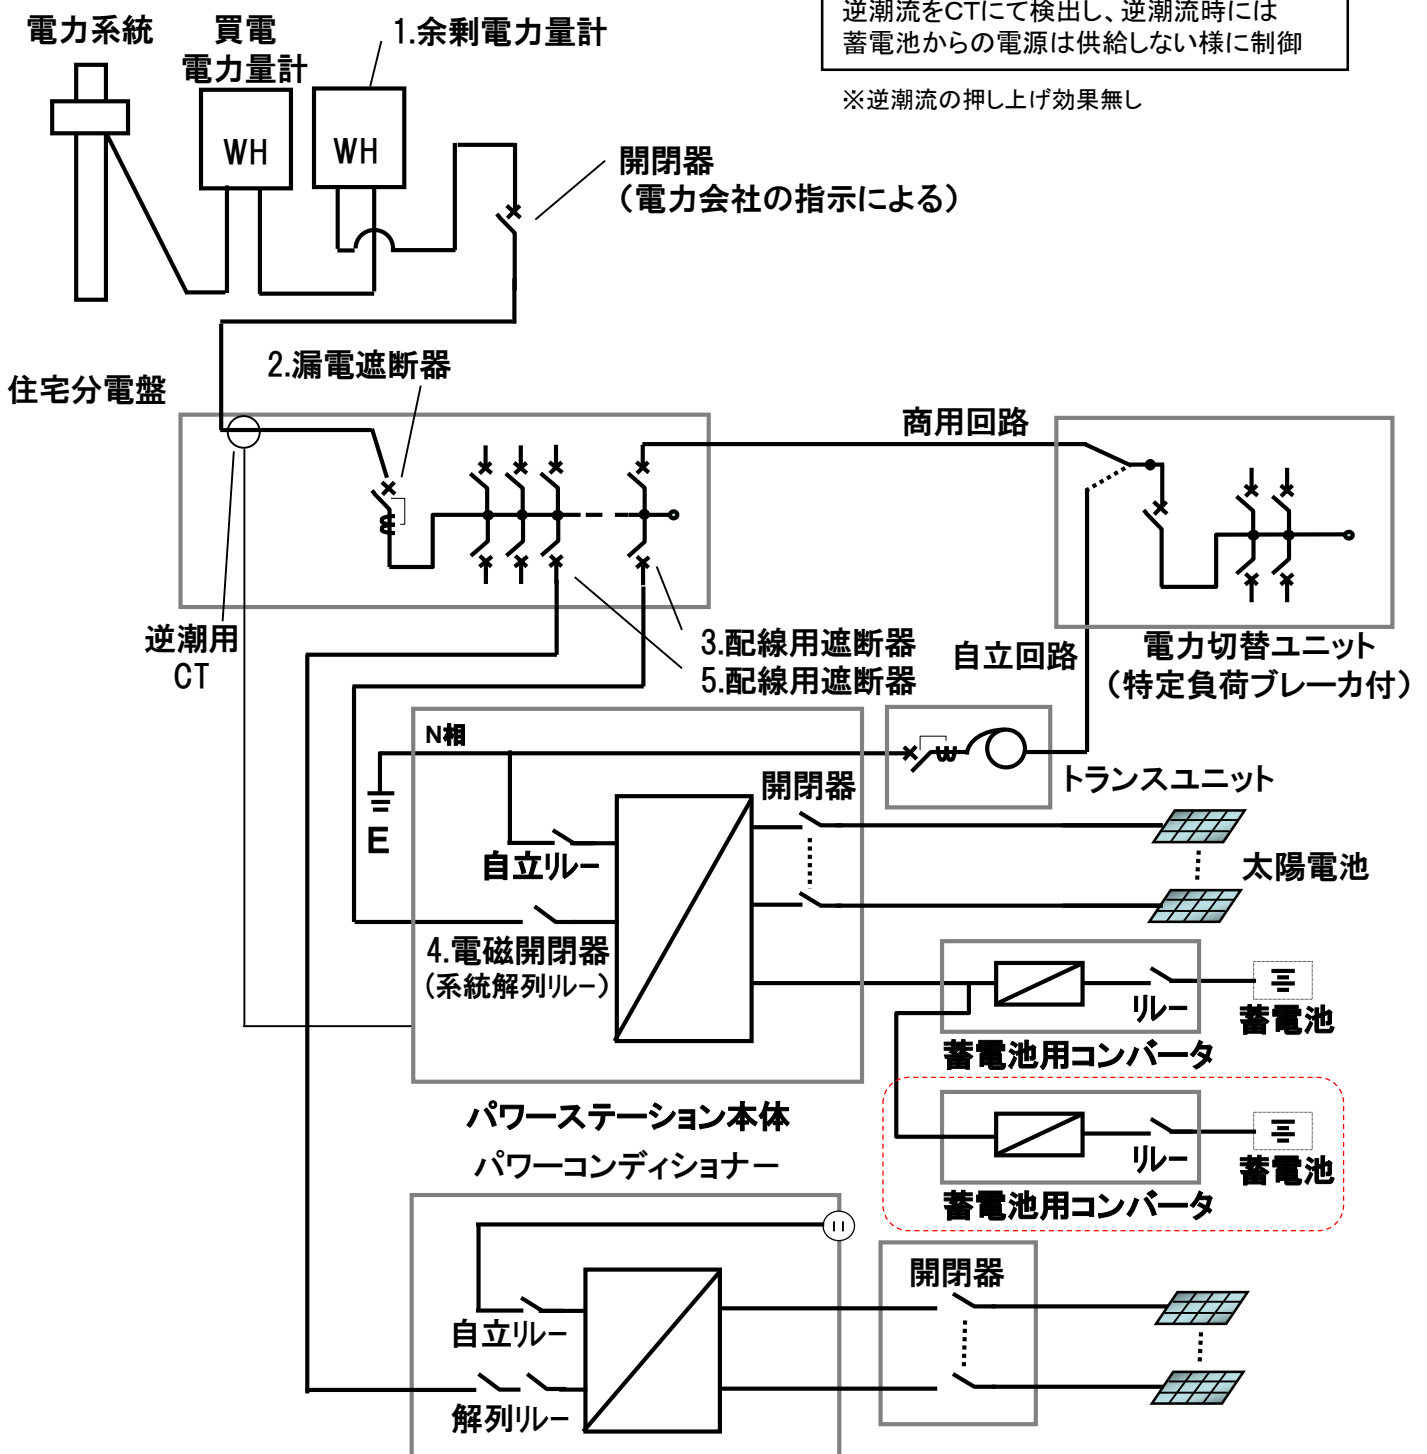 逆潮流をCTにて検出し、逆潮流時には
蓄電池からの電源は供給しない様に制御
※逆潮流の押し上げ効果無し
電力系統
買電
電力量計
1.余剰電力量計
WH
WH
開閉器
（電力会社の指示による）
住宅分電盤
2.漏電遮断器
商用回路
逆潮用
CT
3.配線用遮断器
5.配線用遮断器
自立回路
電力切替ユニット
（特定負荷ブレーカ付）
N相
E
自立リレー
開閉器
トランスユニット
太陽電池
4.電磁開閉器
（系統解列リレー）
リレー
蓄電池
蓄電池用コンバータ
リレー
蓄電池
蓄電池用コンバータ
パワーステーション本体
パワーコンディショナー
自立リレー
解列リレー
開閉器